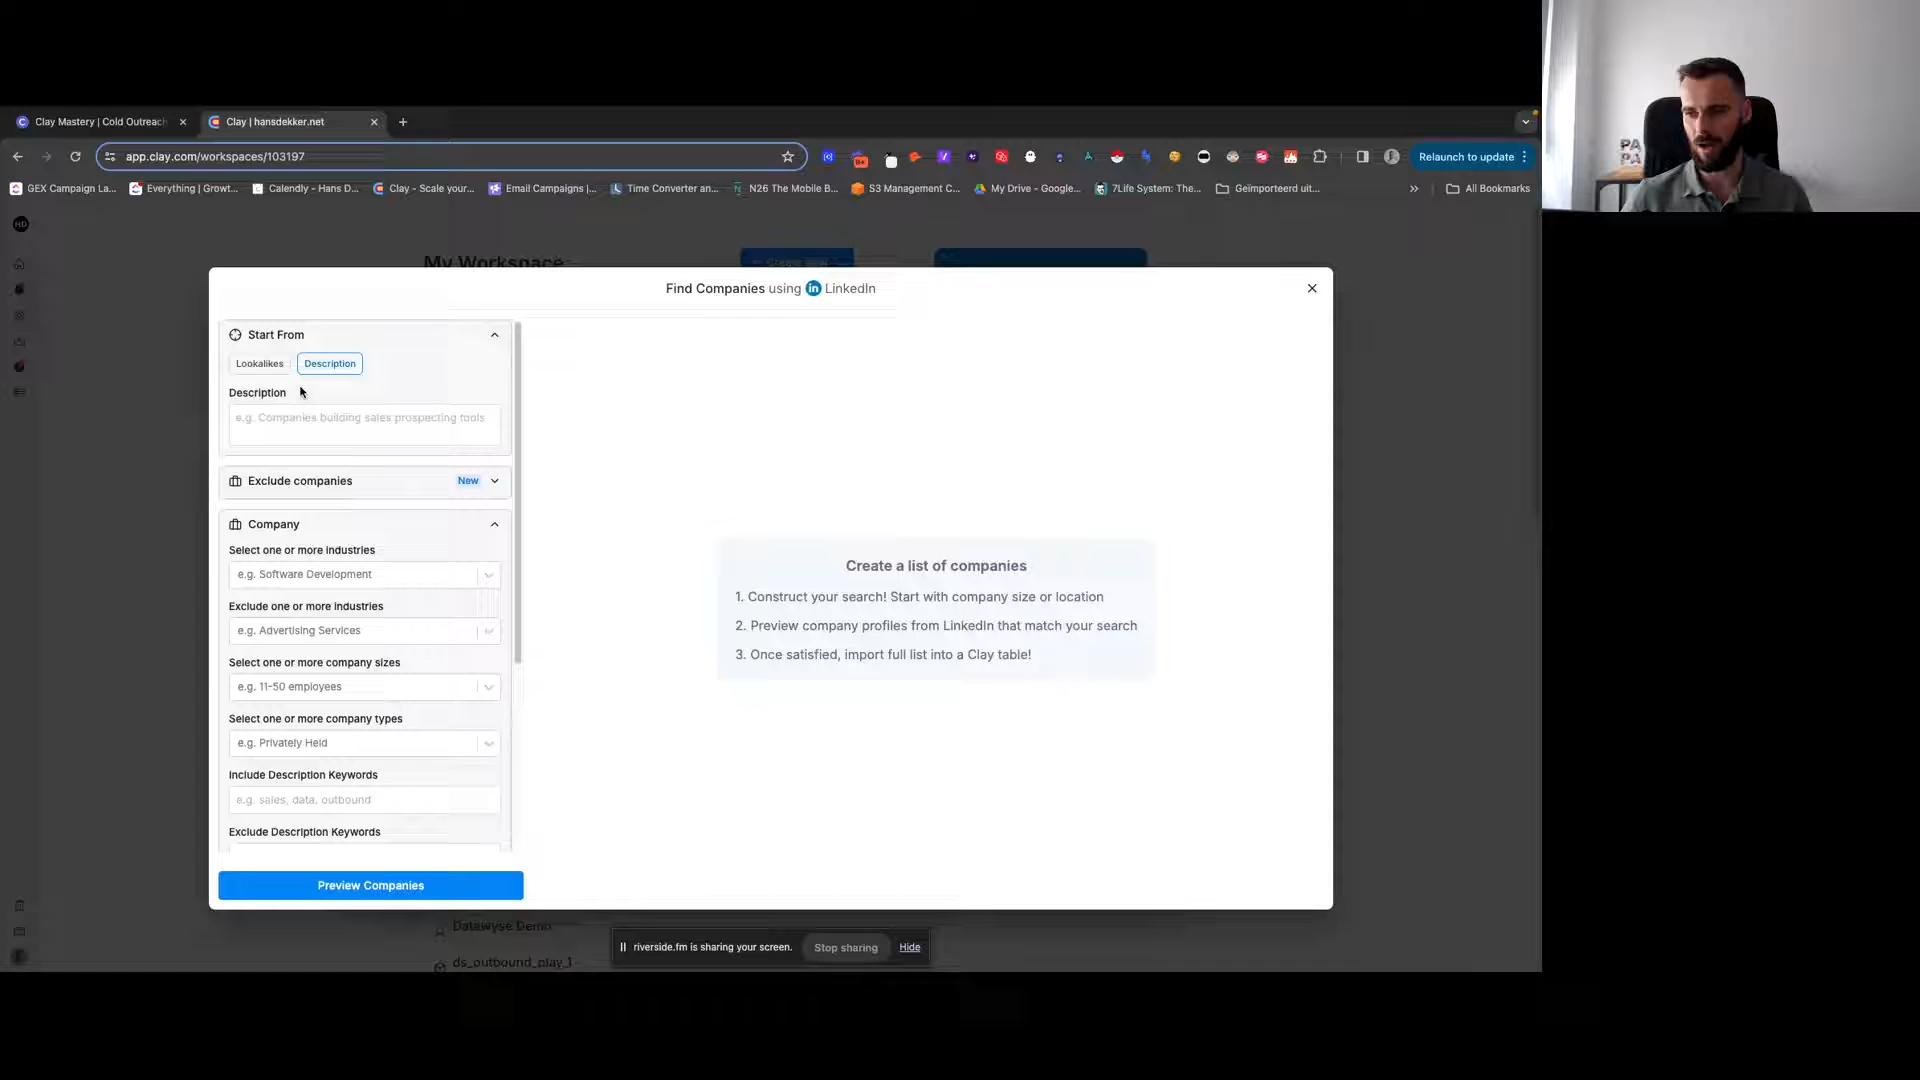 Clay Mastery | Cold Outreach
Clay | hansdekker.net
app.clay.com/workspaces/103197
Relaunch to update
GEX Campaign La...
Everything | Growt...
Calendly - Hans D...
Clay - Scale your...
Email Campaigns |...
Time Converter an...
N26 The Mobile B...
S3 Management C...
My Drive - Google...
7Life System: The...
Geïmporteerd uit...
All Bookmarks
HD
My Workspace
Find Companies using LinkedIn
Start From
Lookalikes
Description
Description
e.g. Companies building sales prospecting tools
Exclude companies
New
Company
Select one or more industries
e.g. Software Development
Exclude one or more industries
e.g. Advertising Services
Select one or more company sizes
e.g. 11-50 employees
Select one or more company types
e.g. Privately Held
Include Description Keywords
e.g. sales, data, outbound
Exclude Description Keywords
Preview Companies
Create a list of companies
1. Construct your search! Start with company size or location
2. Preview company profiles from LinkedIn that match your search
3. Once satisfied, import full list into a Clay table!
Datawyse Demo
riverside.fm is sharing your screen.
Stop sharing
Hide
ds_outbound_play_1
PA
PA